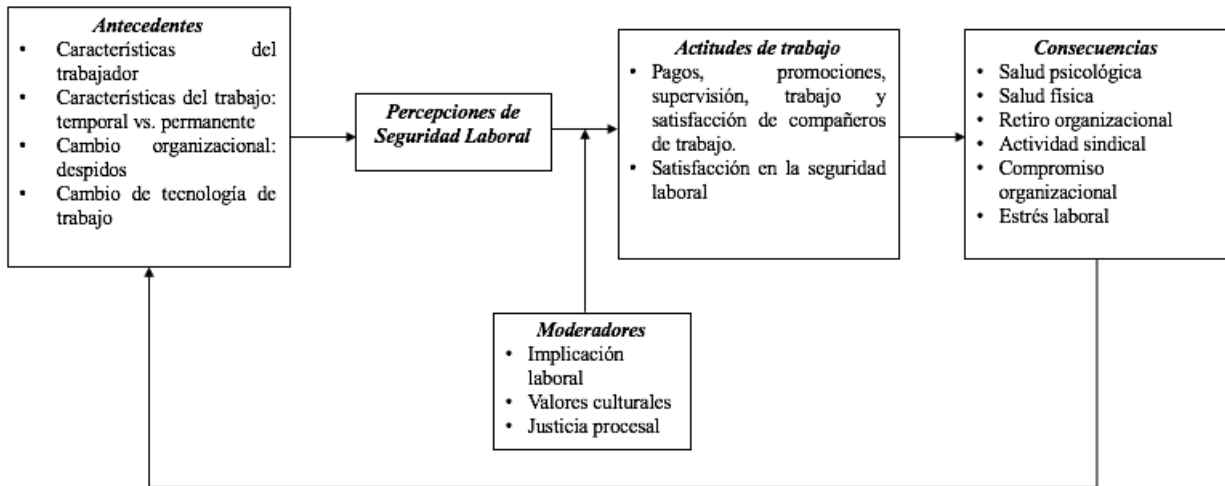 Antecedentes
• Características del
trabajador
• Características del trabajo:
temporal vs. permanente
• Cambio organizacional:
despidos
• Cambio de tecnología de
trabajo
Percepciones de
Seguridad Laboral
Actitudes de trabajo
• Pagos, promociones,
supervisión, trabajo y
satisfacción de compañeros
de trabajo.
• Satisfacción en la seguridad
laboral
Consecuencias
• Salud psicológica
• Salud física
• Retiro organizacional
• Actividad sindical
• Compromiso
organizacional
• Estrés laboral
Moderadores
• Implicación
laboral
• Valores culturales
• Justicia procesal